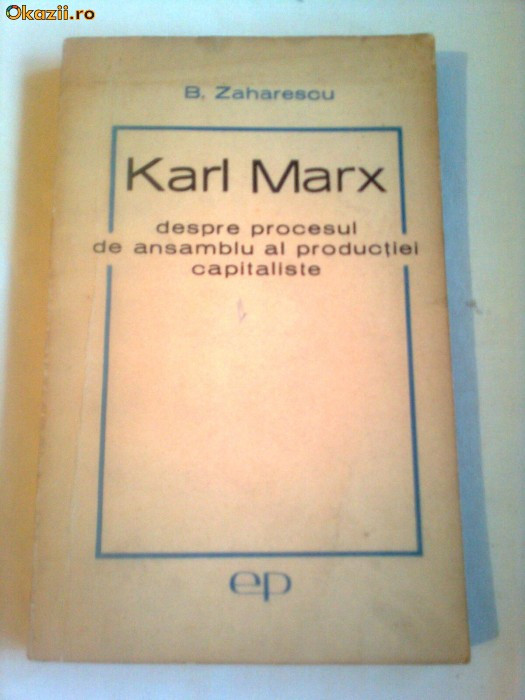 Okazii.ro
B. Zaharescu
Karl Marx
despre procesul
de ansamblu al producției
capitaliste
ep